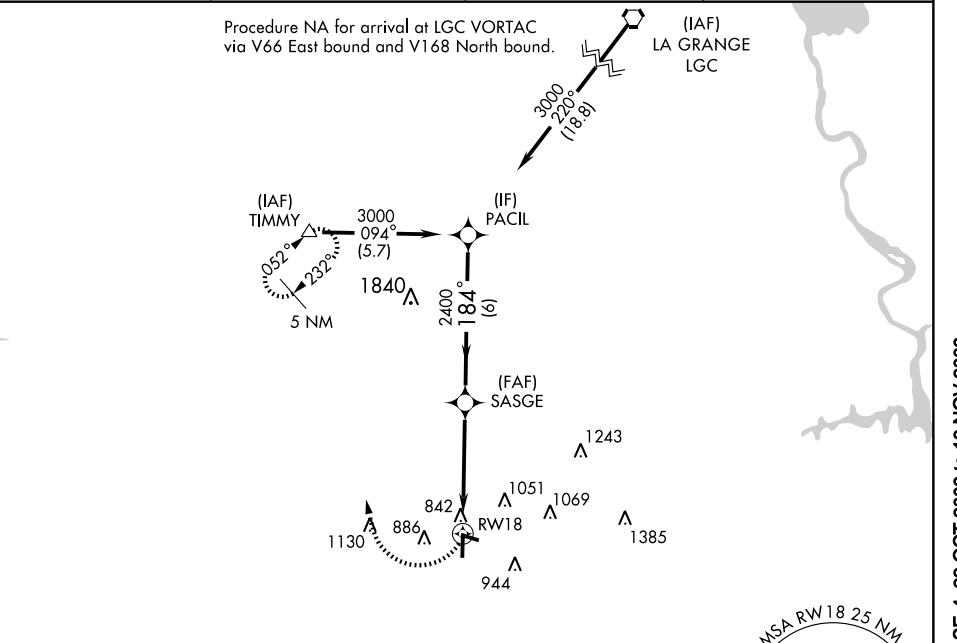 Procedure NA for arrival at LGC VORTAC
via V66 East bound and V168 North bound.
(IAF)
LA GRANGE
LGC
3000
220°
(18.8)
(IAF)
TIMMY
3000
094°
(5.7)
(IF)
PACIL
052°
232°
5 NM
1840
2400
184°
(6)
(FAF)
SASGE
1243
1051
1069
842
RW18
886
1130
1385
944
MSA RW18 25 NM